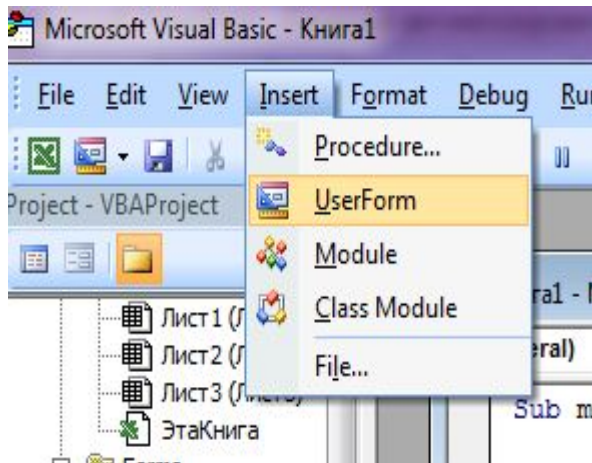 Microsoft Visual Basic - Книга1
File Edit View Insert Format Debug
Procedure...
Project - VBAProject
UserForm
Module
Class Module
Лист1
Лист2
File...
Лист3
Sub
ЭтаКнига